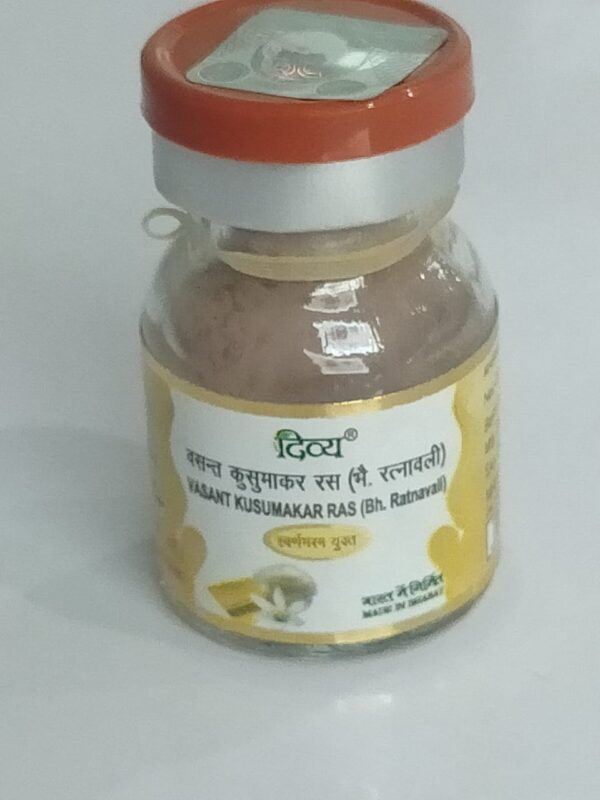 दिव्य®
वसन्त कुसुमाकर रस (भै. रत्नावली)
VASANT KUSUMAKAR RAS (Bh. Ratnavali)
स्वर्णभस्म युक्त
भारत में निर्मित
MADE IN BHARAT